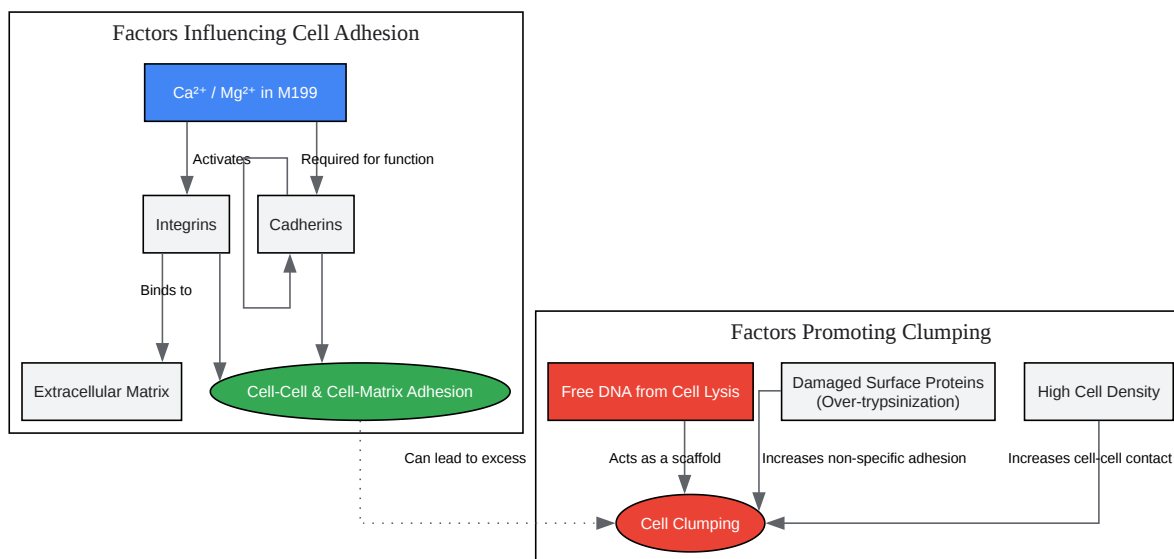 Factors Influencing Cell Adhesion
Ca²⁺ / Mg²⁺ in M199
Activates
Required for function
Integrins
Cadherins
Binds to
Extracellular Matrix
Cell-Cell & Cell-Matrix Adhesion
Can lead to excess
Factors Promoting Clumping
Free DNA from Cell Lysis
Damaged Surface Proteins
(Over-trypsinization)
High Cell Density
Acts as a scaffold
Increases non-specific adhesion
Increases cell-cell contact
Cell Clumping